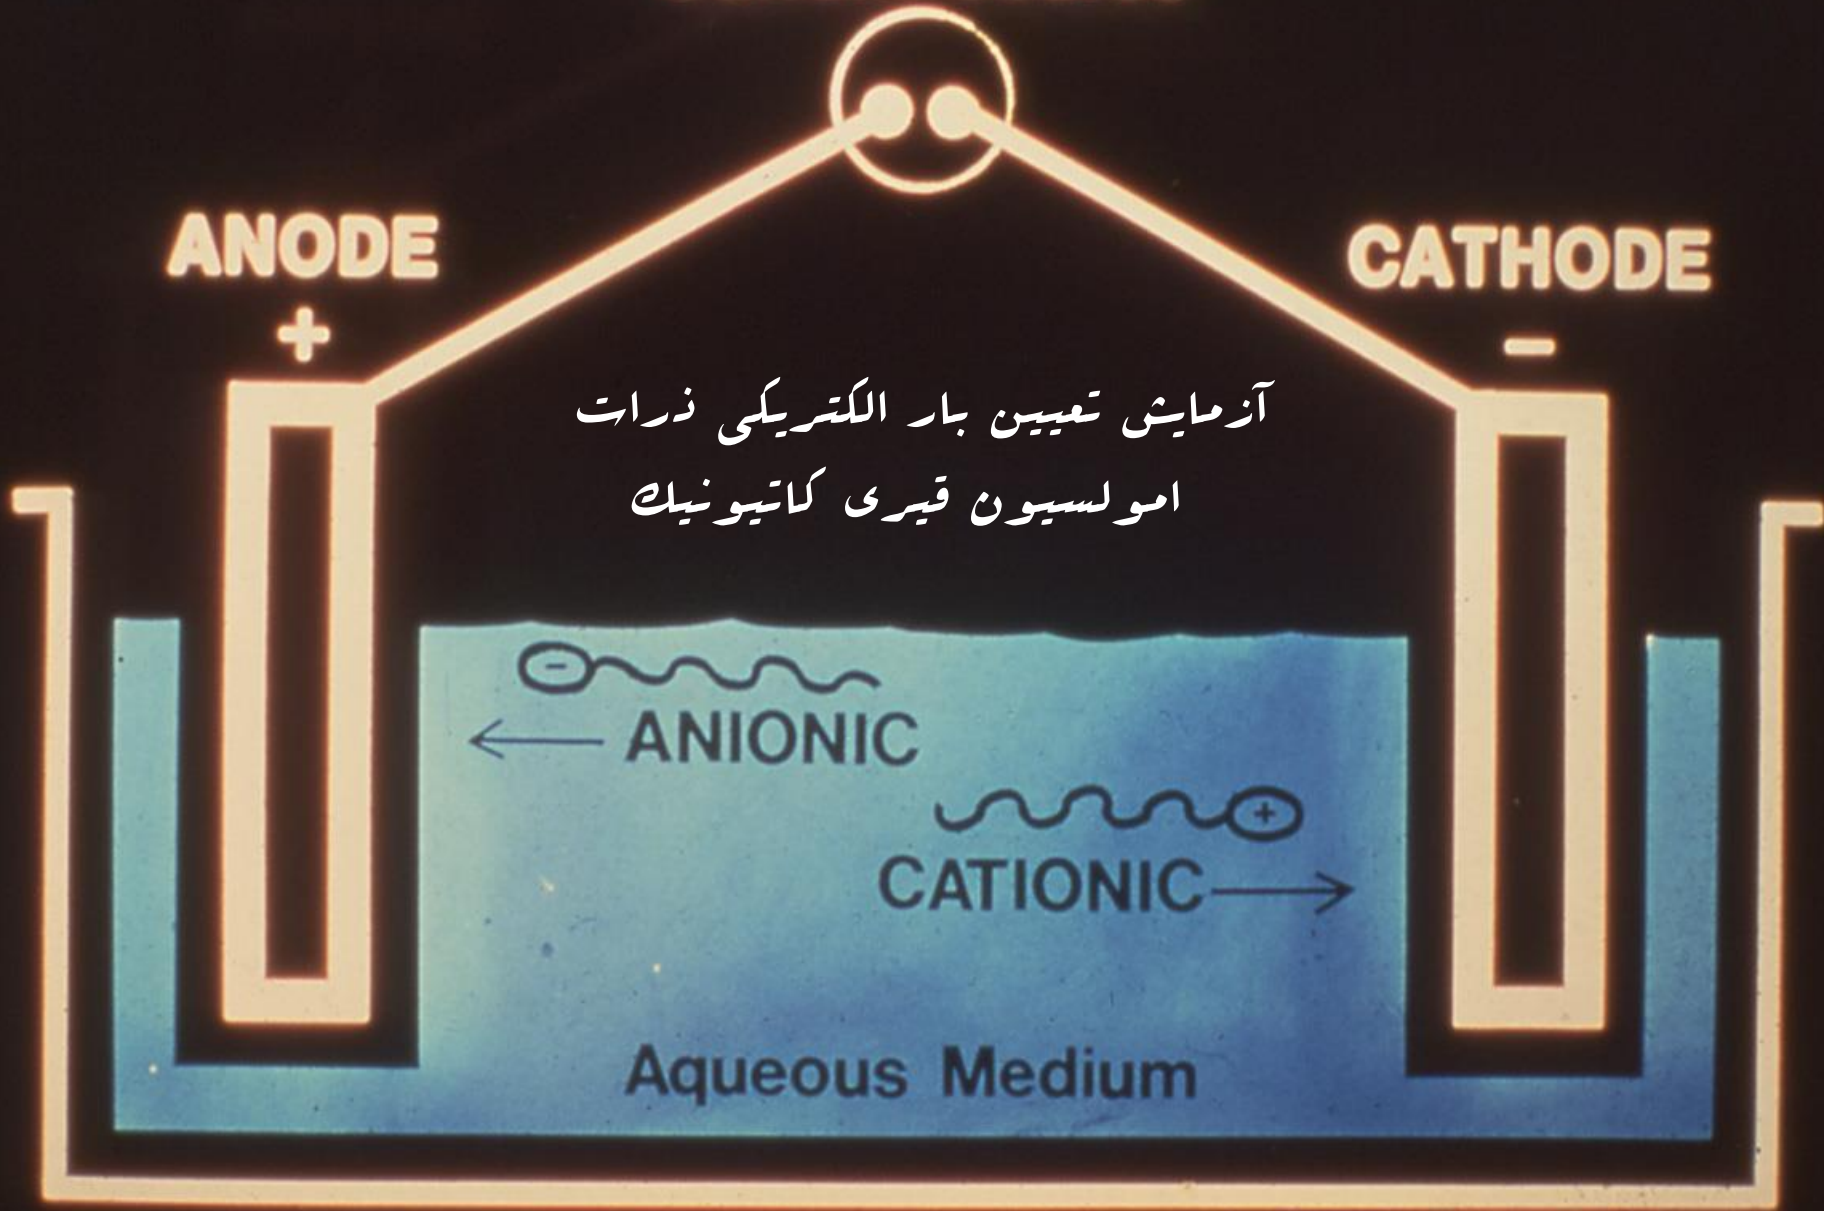 ANODE
+
CATHODE
-
آزمایش تعیین بار الکتریکی ذرات
امولسیون قیری کاتیونیک
-
ANIONIC
+
CATIONIC
Aqueous Medium